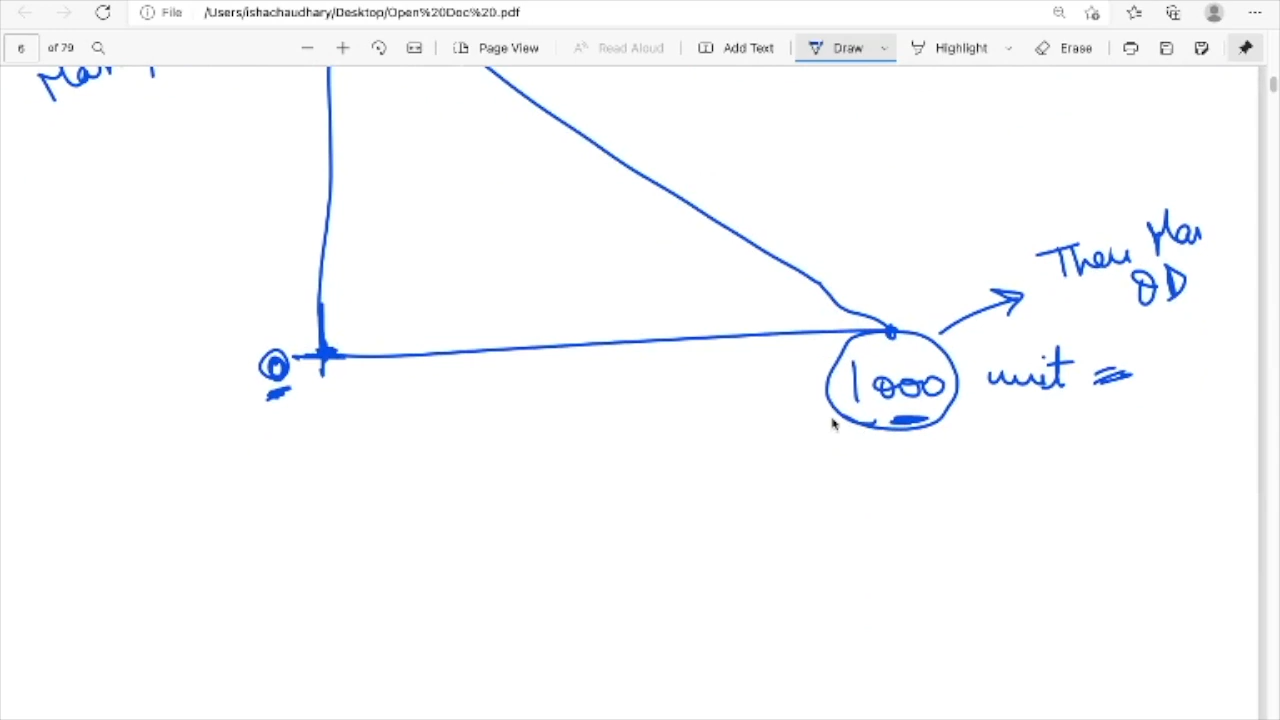 File /Users/ishachaudhary/Desktop/Open%20Doc%20.pdf
6 of 79 Page View Read Aloud Add Text Draw Highlight Erase
Then Max
QD
0
1000 unit =